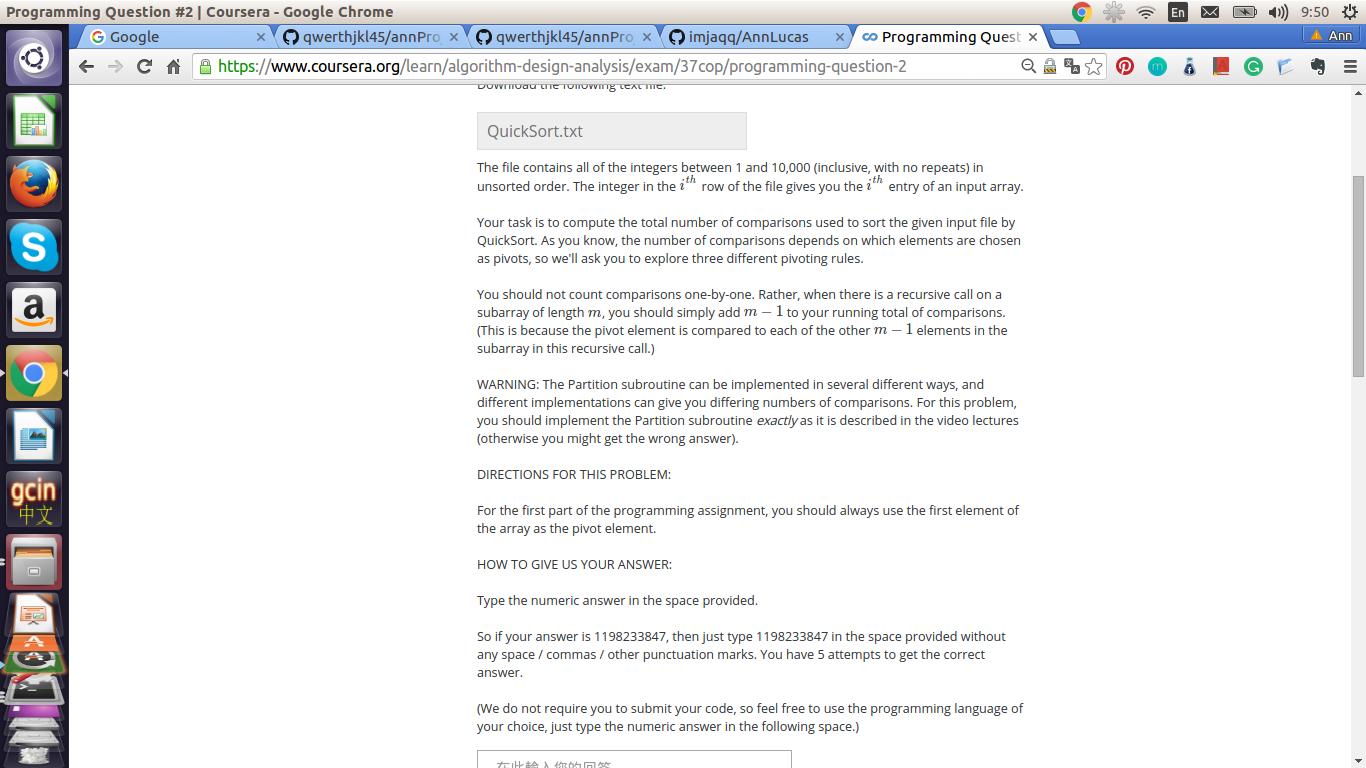 Programming Question #2 | Coursera - Google Chrome
En
9:50
Google
qwerthjkl45/annPro
qwerthjkl45/annPro
imjaqq/AnnLucas
Programming Quest
Ann
https://www.coursera.org/learn/algorithm-design-analysis/exam/37cop/programming-question-2
Download the following text file:
QuickSort.txt
The file contains all of the integers between 1 and 10,000 (inclusive, with no repeats) in
unsorted order. The integer in the i^th row of the file gives you the i^th entry of an input array.
Your task is to compute the total number of comparisons used to sort the given input file by
QuickSort. As you know, the number of comparisons depends on which elements are chosen
as pivots, so we'll ask you to explore three different pivoting rules.
You should not count comparisons one-by-one. Rather, when there is a recursive call on a
subarray of length m, you should simply add m − 1 to your running total of comparisons.
(This is because the pivot element is compared to each of the other m − 1 elements in the
subarray in this recursive call.)
WARNING: The Partition subroutine can be implemented in several different ways, and
different implementations can give you differing numbers of comparisons. For this problem,
you should implement the Partition subroutine exactly as it is described in the video lectures
(otherwise you might get the wrong answer).
DIRECTIONS FOR THIS PROBLEM:
For the first part of the programming assignment, you should always use the first element of
the array as the pivot element.
HOW TO GIVE US YOUR ANSWER:
Type the numeric answer in the space provided.
So if your answer is 1198233847, then just type 1198233847 in the space provided without
any space / commas / other punctuation marks. You have 5 attempts to get the correct
answer.
(We do not require you to submit your code, so feel free to use the programming language of
your choice, just type the numeric answer in the following space.)
在此輸入您的回答
gcin
中文